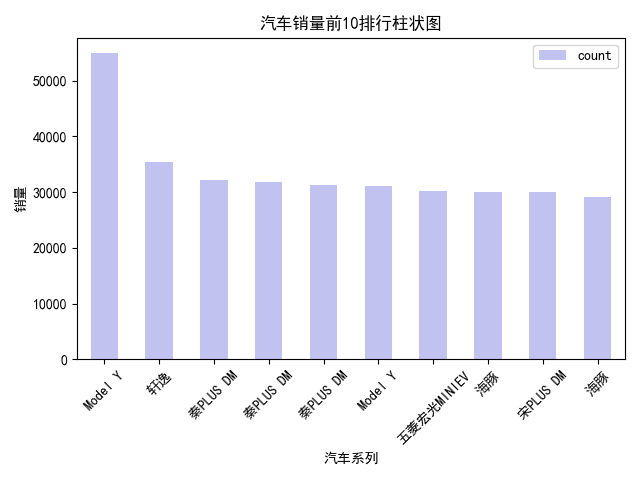 汽车销量前10排行柱状图
count
销量
50000
40000
30000
20000
10000
0
Model Y
轩逸
秦PLUS DM
秦PLUS DM
秦PLUS DM
Model Y
五菱宏光MINIEV
海豚
宋PLUS DM
海豚
汽车系列